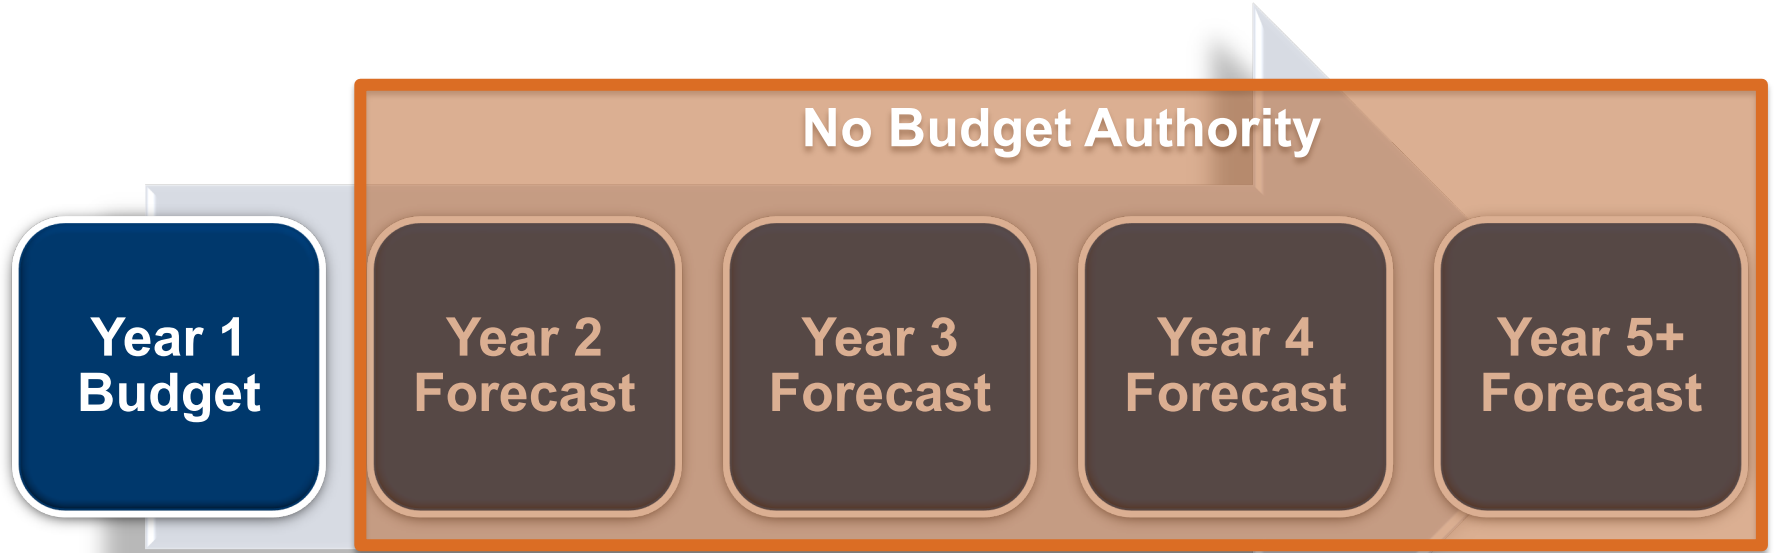 No Budget Authority
Year 1
Budget
Year 2
Forecast
Year 3
Forecast
Year 4
Forecast
Year 5+
Forecast